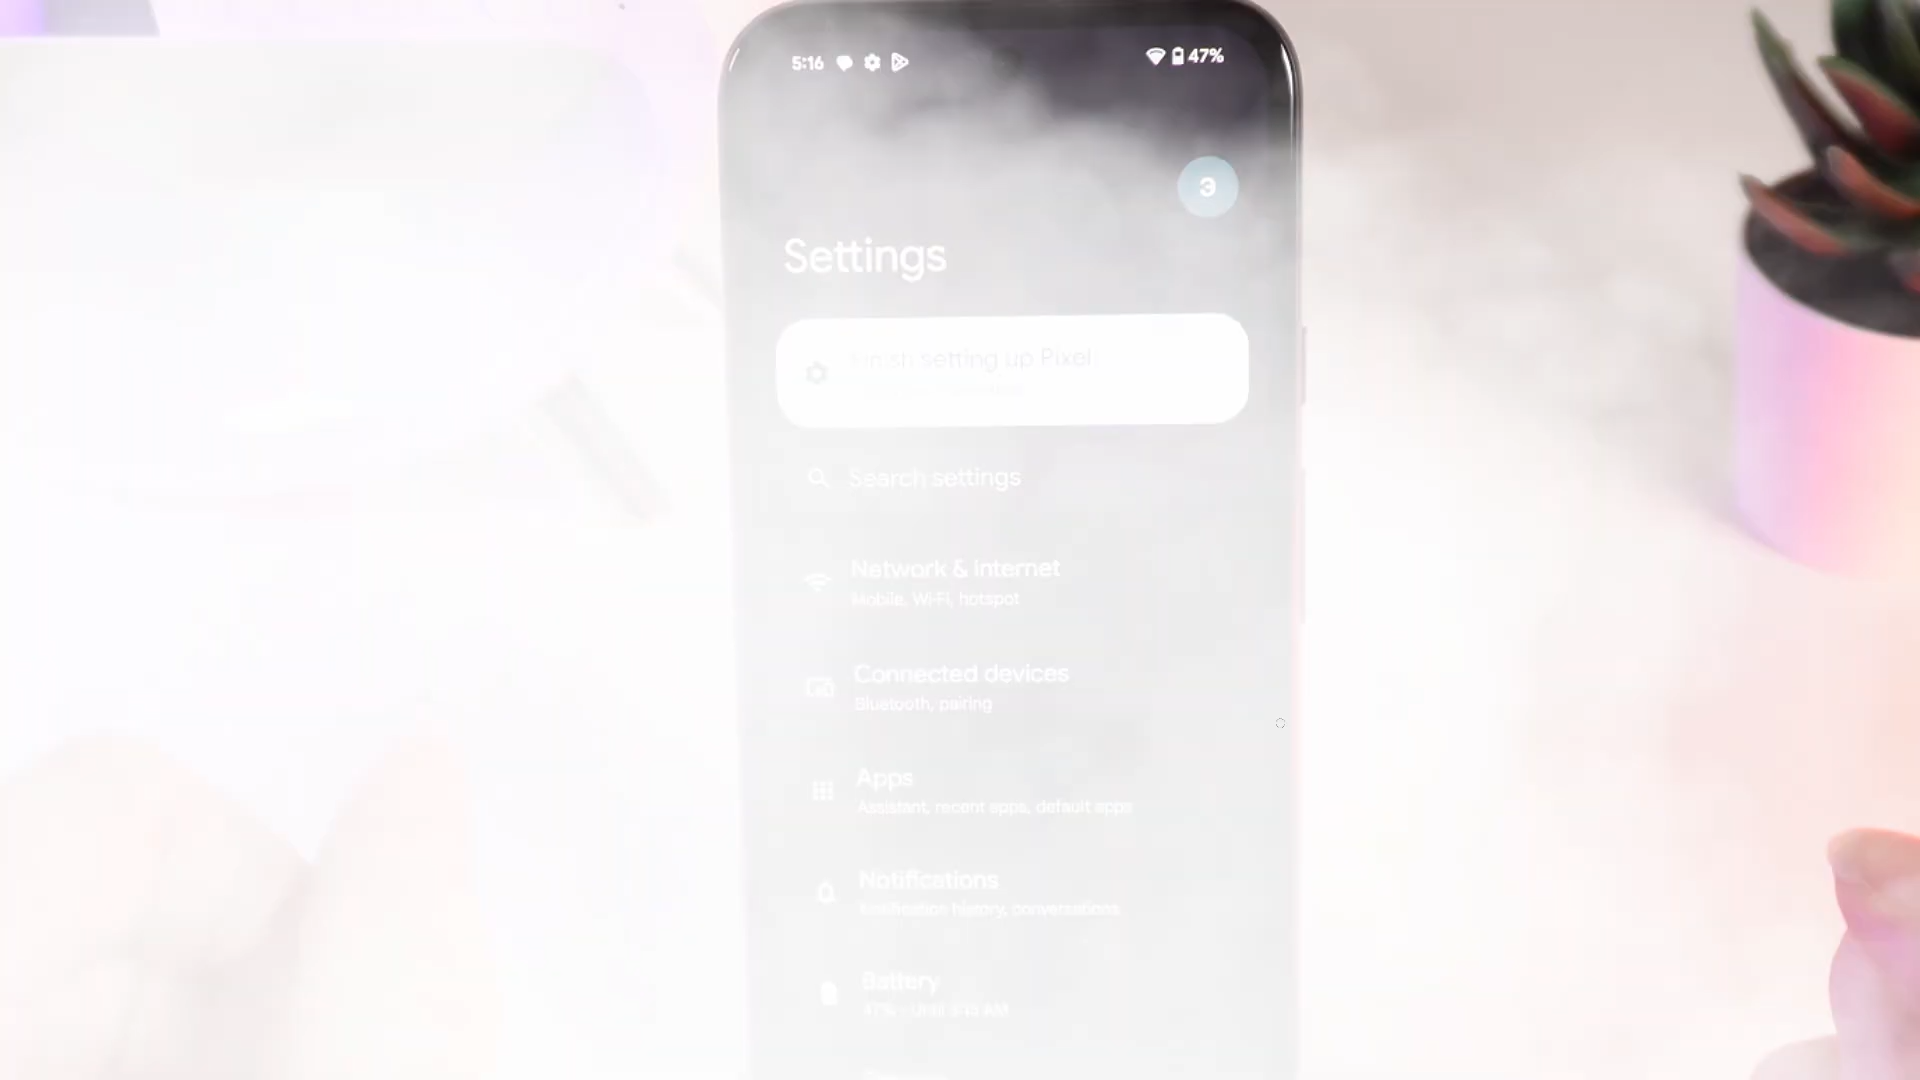 5:16
47%
3
Settings
Finish setting up Pixel
Search settings
Network & internet
Mobile, Wi-Fi, hotspot
Connected devices
Bluetooth, pairing
Apps
Assistant, recent apps, default apps
Notifications
Notification history, conversations
Battery